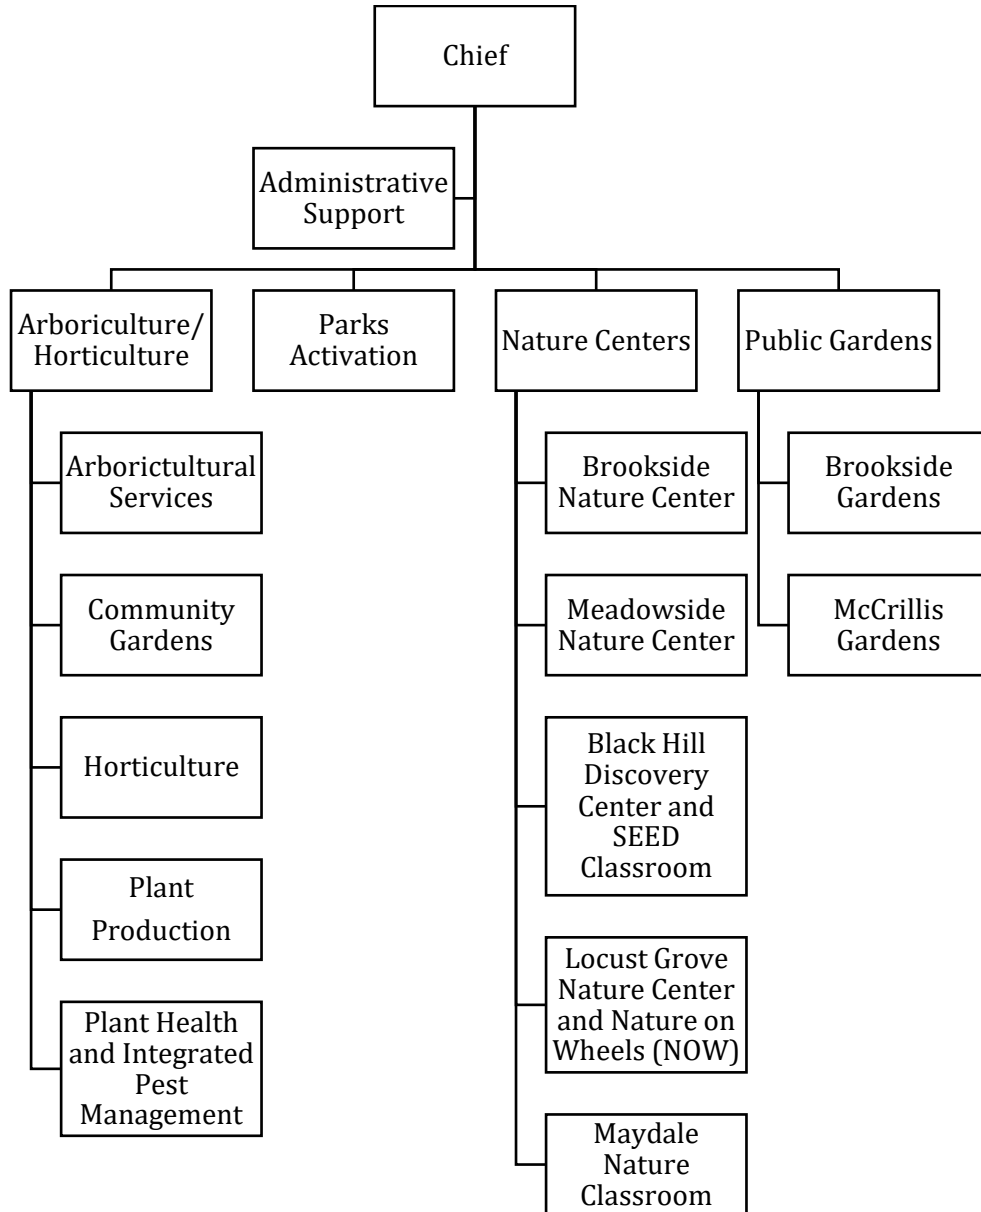 Chief
Administrative
Support
Arboriculture/
Horticulture
Parks
Activation
Nature Centers
Public Gardens
Arborictultural
Services
Community
Gardens
Horticulture
Plant
Production
Plant Health
and Integrated
Pest
Management
Brookside
Nature Center
Meadowside
Nature Center
Black Hill
Discovery
Center and
SEED
Classroom
Locust Grove
Nature Center
and Nature on
Wheels (NOW)
Maydale
Nature
Classroom
Brookside
Gardens
McCrillis
Gardens